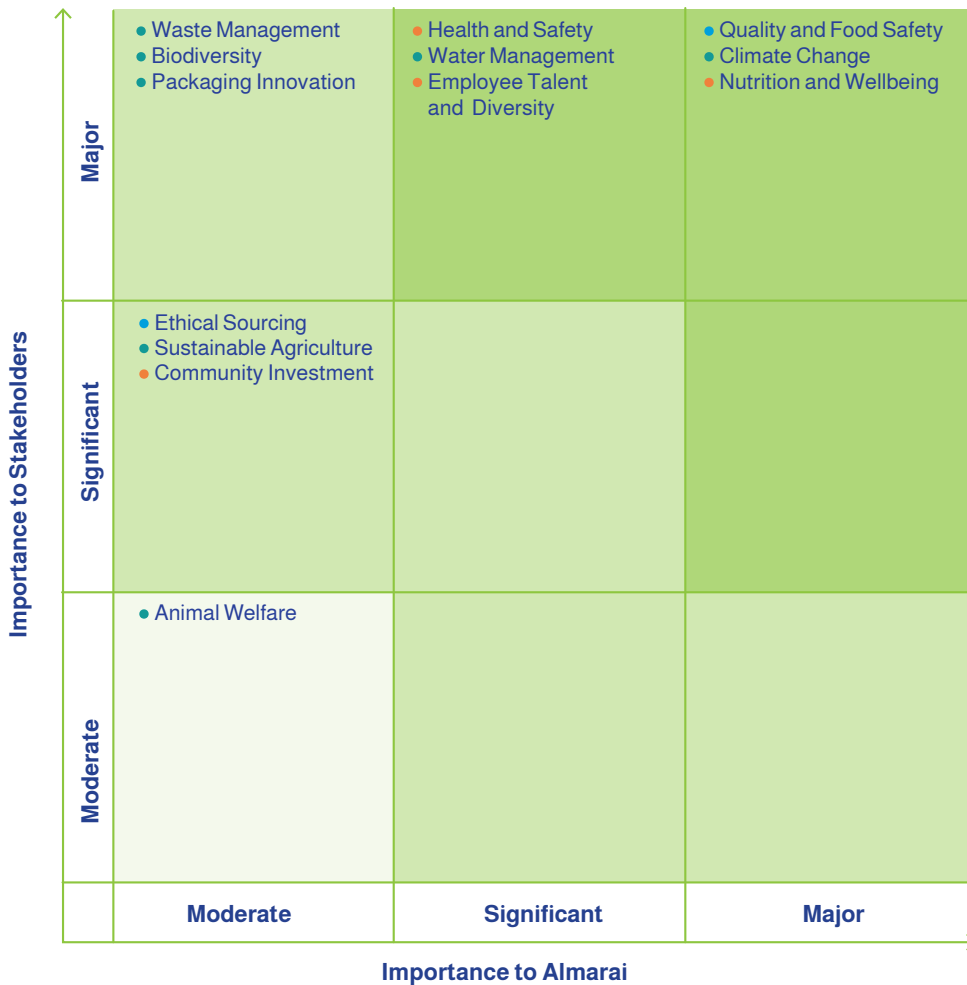 Importance to Stakeholders
Major
Waste Management
Biodiversity
Packaging Innovation
Health and Safety
Water Management
Employee Talent
and Diversity
Quality and Food Safety
Climate Change
Nutrition and Wellbeing
Significant
Ethical Sourcing
Sustainable Agriculture
Community Investment
Moderate
Animal Welfare
Moderate
Significant
Major
Importance to Almarai